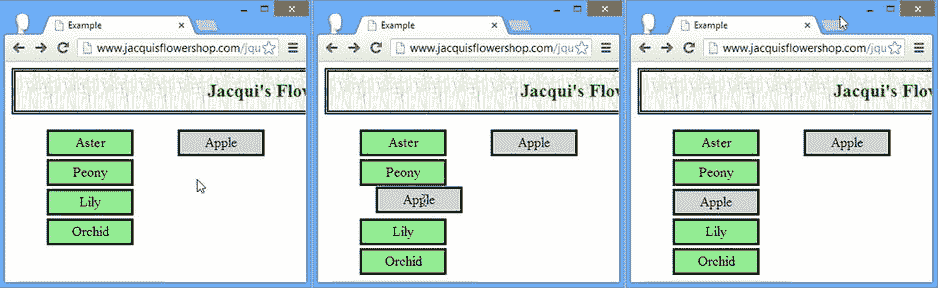 Example
www.jacquisflowershop.com/jqu
Jacqui's Flow
Aster Apple
Peony
Lily
Orchid
Example
www.jacquisflowershop.com/jqu
Jacqui's Flow
Aster Apple
Peony
Apple
Lily
Orchid
Example
www.jacquisflowershop.com/jqu
Jacqui's Flow
Aster Apple
Peony
Apple
Lily
Orchid